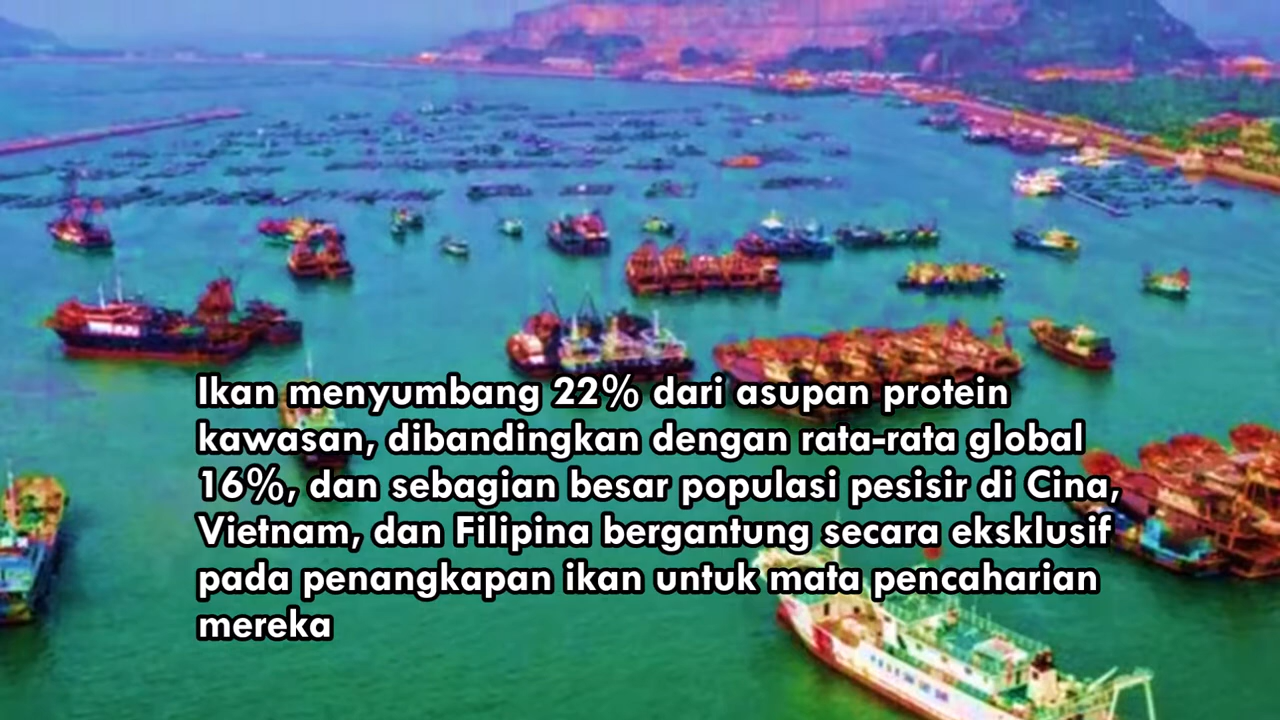 Ikan menyumbang 22% dari asupan protein
kawasan, dibandingkan dengan rata-rata global
16%, dan sebagian besar populasi pesisir di Cina,
Vietnam, dan Filipina bergantung secara eksklusif
pada penangkapan ikan untuk mata pencaharian
mereka